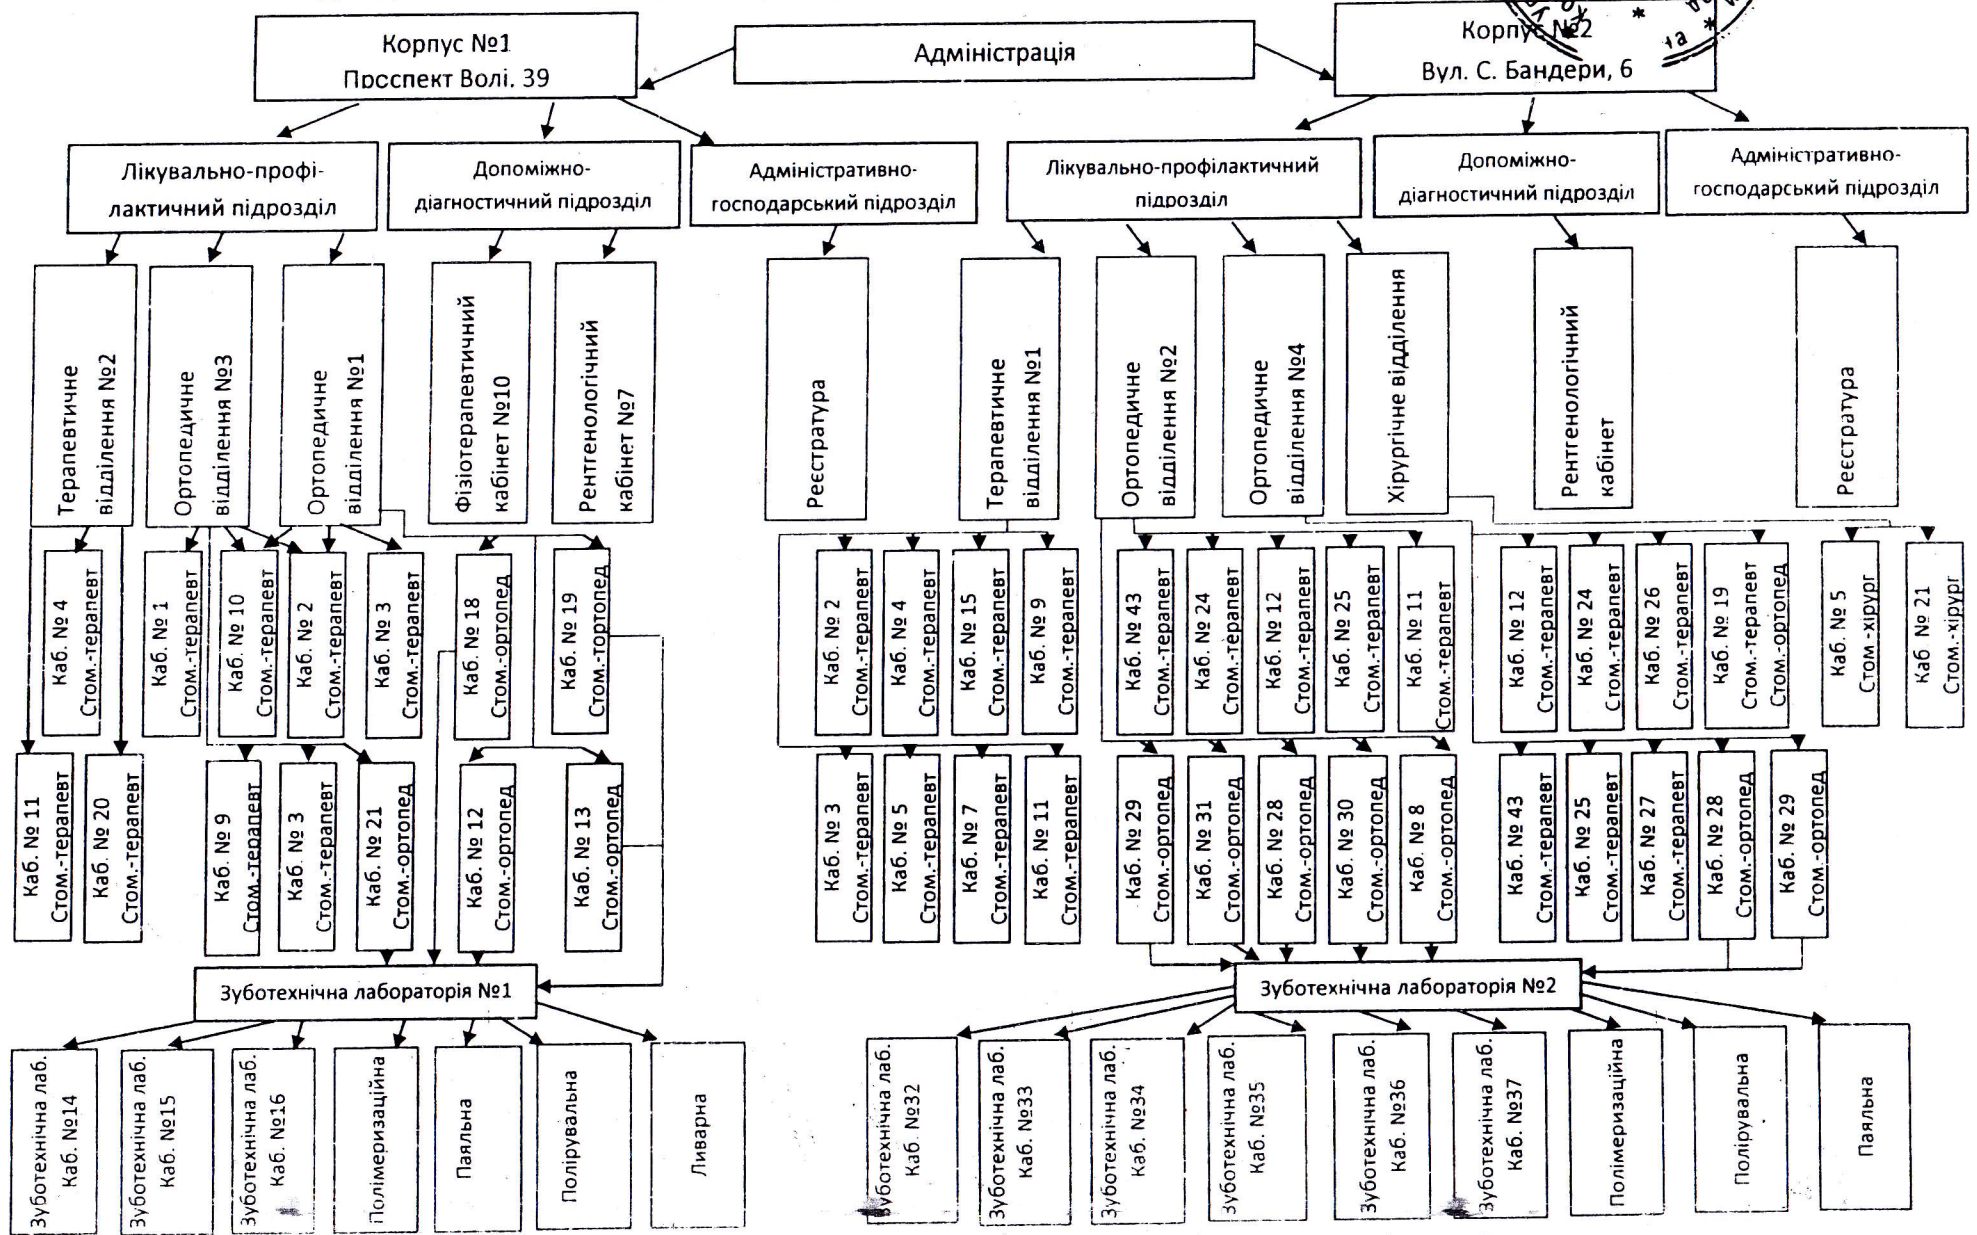 Адміністрація
Корпус №1
Проспект Волі, 39
Корпус №2
Вул. С. Бандери, 6
Лікувально-профі-
лактичний підрозділ
Допоміжно-
діагностичний підрозділ
Адміністративно-
господарський підрозділ
Лікувально-профілактичний
підрозділ
Допоміжно-
діагностичний підрозділ
Адміністративно-
господарський підрозділ
Терапевтичне
відділення №2
Ортопедичне
відділення №3
Ортопедичне
відділення №1
Фізіотерапевтичний
кабінет №10
Рентгенологічний
кабінет №7
Реєстратура
Терапевтичне
відділення №1
Ортопедичне
відділення №2
Ортопедичне
відділення №4
Хірургічне відділення
Рентгенологічний
кабінет
Реєстратура
Каб. № 4
Стом.-терапевт
Каб. № 1
Стом.-терапевт
Каб. № 10
Стом.-терапевт
Каб. № 2
Стом.-терапевт
Каб. № 3
Стом.-терапевт
Каб. № 18
Стом.-ортопед
Каб. № 19
Стом.-тортопед
Каб. № 2
Стом.-терапевт
Каб. № 4
Стом.-терапевт
Каб. № 15
Стом.-терапевт
Каб. № 9
Стом.-терапевт
Каб. № 43
Стом.-терапевт
Каб. № 24
Стом.-терапевт
Каб. № 12
Стом.-терапевт
Каб. № 25
Стом.-терапевт
Каб. № 11
Стом.-терапевт
Каб. № 12
Стом.-терапевт
Каб. № 24
Стом.-терапевт
Каб. № 26
Стом.-терапевт
Каб. № 19
Стом.-терапевт
Стом.-ортопед
Каб. № 5
Стом -хірург
Каб № 21
Стом.-хірург
Каб. № 11
Стом.-терапевт
Каб. № 20
Стом.-терапевт
Каб. № 9
Стом.-терапевт
Каб. № 3
Стом.-терапевт
Каб. № 21
Стом.-ортопед
Каб. № 12
Стом.-ортопед
Каб. № 13
Стом.-ортопед
Каб. № 3
Стом.-терапевт
Каб. № 5
Стом.-терапевт
Каб. № 7
Стом.-терапевт
Каб. № 11
Стом.-терапевт
Каб. № 29
Стом.-ортопед
Каб. № 31
Стом.-ортопед
Каб. № 28
Стом.-ортопед
Каб. № 30
Стом.-ортопед
Каб. № 8
Стом.-ортопед
Каб. № 43
Стом.-терапевт
Каб. № 25
Стом.-терапевт
Каб. № 27
Стом.-терапевт
Каб. № 28
Стом.-ортопед
Каб. № 29
Стом.-ортопед
Зуботехнічна лабораторія №1
Зуботехнічна лабораторія №2
Зуботехнічна лаб.
Каб. №14
Зуботехнічна лаб.
Каб. №15
Зуботехнічна лаб.
Каб. №16
Полімеризаційна
Паяльна
Полірувальна
Ливарна
Зуботехнічна лаб.
Каб. №32
Зуботехнічна лаб.
Каб. №33
Зуботехнічна лаб.
Каб. №34
Зуботехнічна лаб.
Каб. №35
Зуботехнічна лаб.
Каб. №36
Зуботехнічна лаб.
Каб. №37
Полімеризаційна
Полірувальна
Паяльна